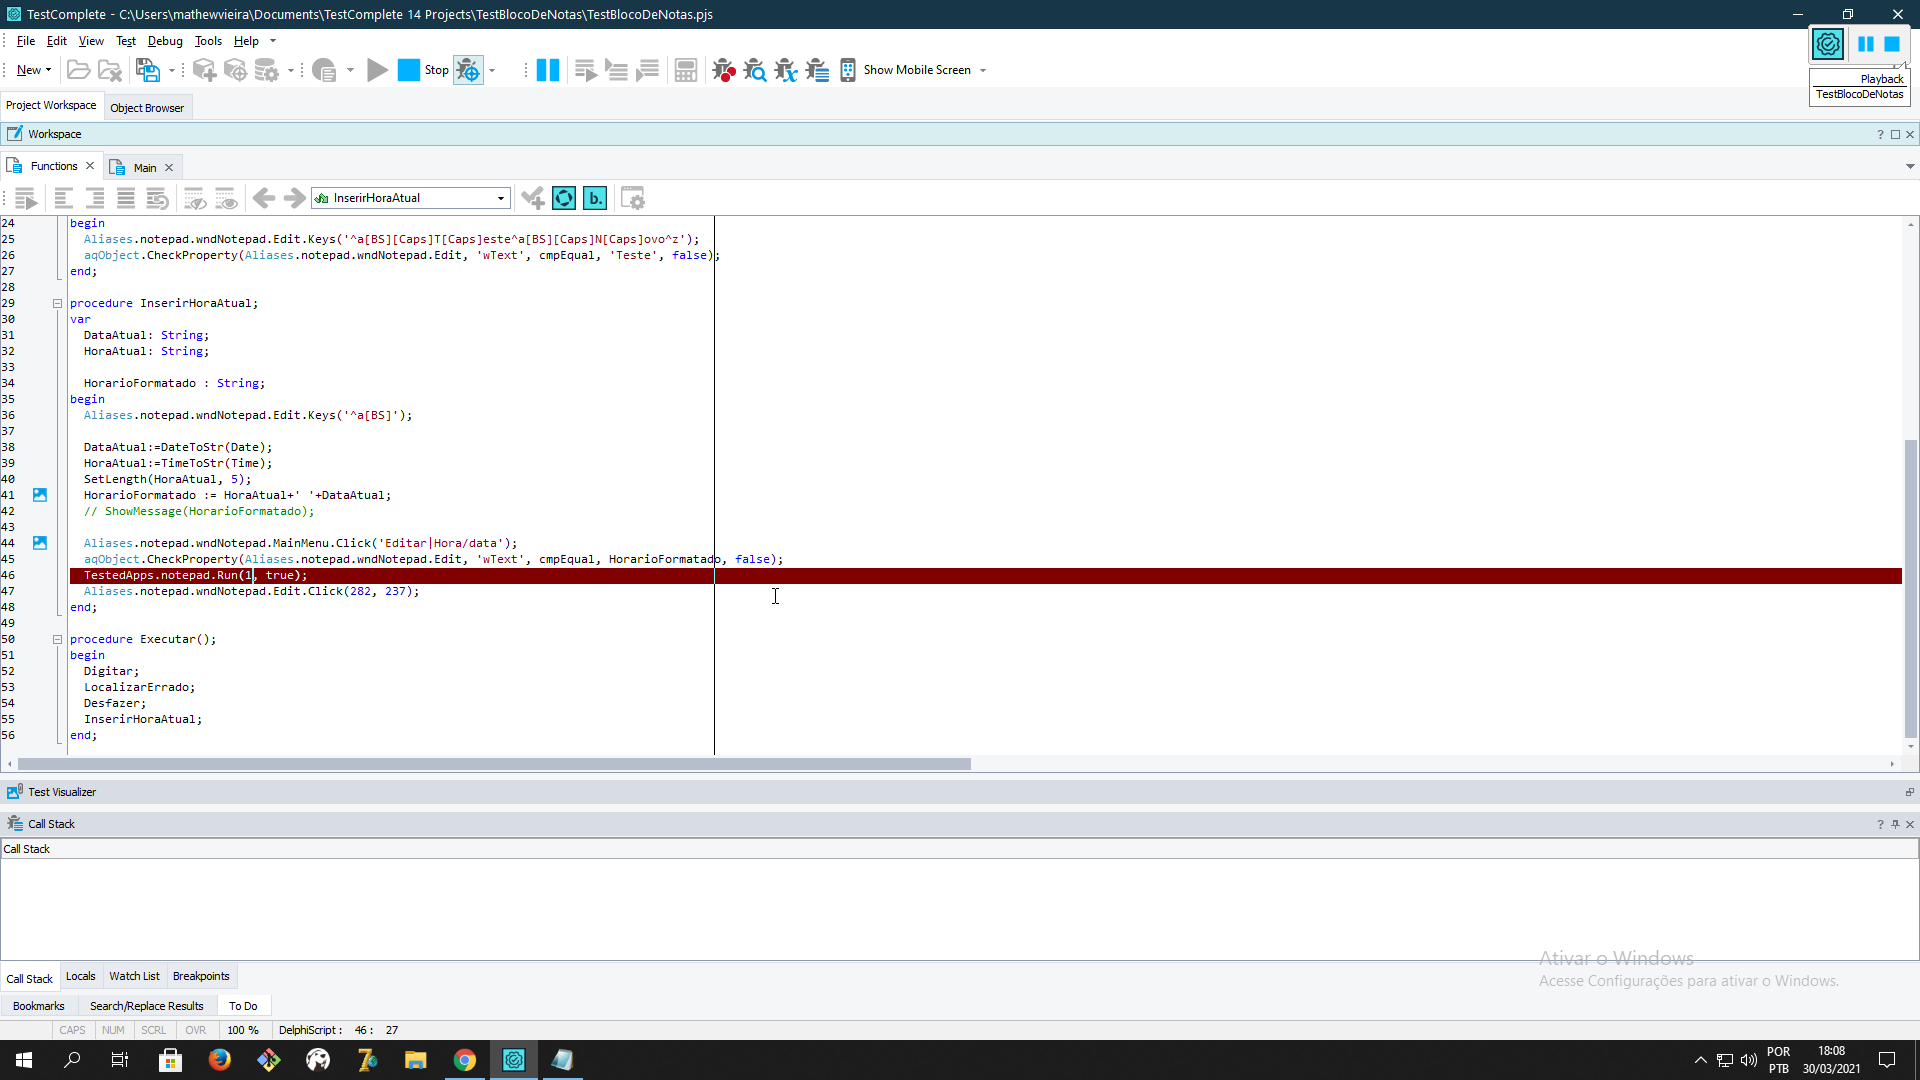 TestComplete - C:\Users\mathewvieira\Documents\TestComplete 14 Projects\TestBlocoDeNotas\TestBlocoDeNotas.pjs
File Edit View Test Debug Tools Help
New Stop Show Mobile Screen
Playback
TestBlocoDeNotas
Project Workspace Object Browser
Workspace
Functions Main
InserirHoraAtual b.
24 begin
25 Aliases.notepad.wndNotepad.Edit.Keys('^a[BS][Caps]T[Caps]este^a[BS][Caps]N[Caps]ovo^z');
26 aqObject.CheckProperty(Aliases.notepad.wndNotepad.Edit, 'wText', cmpEqual, 'Teste', false);
27 end;
28
29 procedure InserirHoraAtual;
30 var
31 DataAtual: String;
32 HoraAtual: String;
33
34 HorarioFormatado : String;
35 begin
36 Aliases.notepad.wndNotepad.Edit.Keys('^a[BS]');
37
38 DataAtual:=DateToStr(Date);
39 HoraAtual:=TimeToStr(Time);
40 SetLength(HoraAtual, 5);
41 HorarioFormatado := HoraAtual+' '+DataAtual;
42 // ShowMessage(HorarioFormatado);
43
44 Aliases.notepad.wndNotepad.MainMenu.Click('Editar|Hora/data');
45 aqObject.CheckProperty(Aliases.notepad.wndNotepad.Edit, 'wText', cmpEqual, HorarioFormatado, false);
46 TestedApps.notepad.Run(1, true);
47 Aliases.notepad.wndNotepad.Edit.Click(282, 237);
48 end;
49
50 procedure Executar();
51 begin
52 Digitar;
53 LocalizarErrado;
54 Desfazer;
55 InserirHoraAtual;
56 end;
Test Visualizer
Call Stack
Call Stack
Ativar o Windows
Acesse Configurações para ativar o Windows.
Call Stack Locals Watch List Breakpoints
Bookmarks Search/Replace Results To Do
CAPS NUM SCRL OVR 100 % DelphiScript : 46 : 27
POR 18:08
PTB 30/03/2021